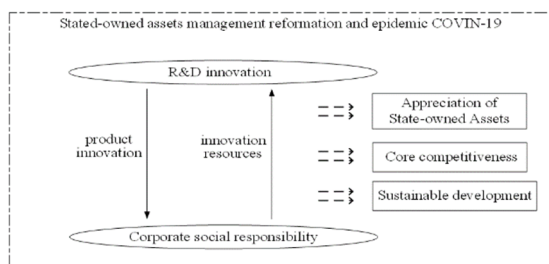 Stated-owned assets management reformation and epidemic COVIN-19
R&D innovation
product
innovation
innovation
resources
Appreciation of
State-owned Assets
Core competitiveness
Sustainable development
Corporate social responsibility